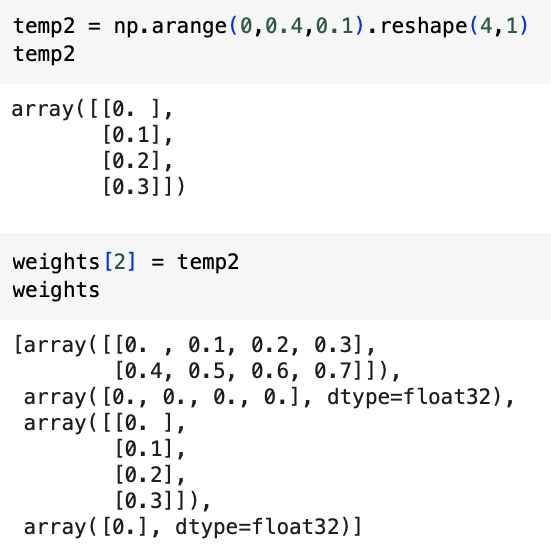 temp2 = np.arange(0,0.4,0.1).reshape(4,1)
temp2
array([[0. ],
       [0.1],
       [0.2],
       [0.3]])
weights[2] = temp2
weights
[array([[0. , 0.1, 0.2, 0.3],
        [0.4, 0.5, 0.6, 0.7]]),
 array([0., 0., 0., 0.], dtype=float32),
 array([[0. ],
        [0.1],
        [0.2],
        [0.3]]),
 array([0.], dtype=float32)]